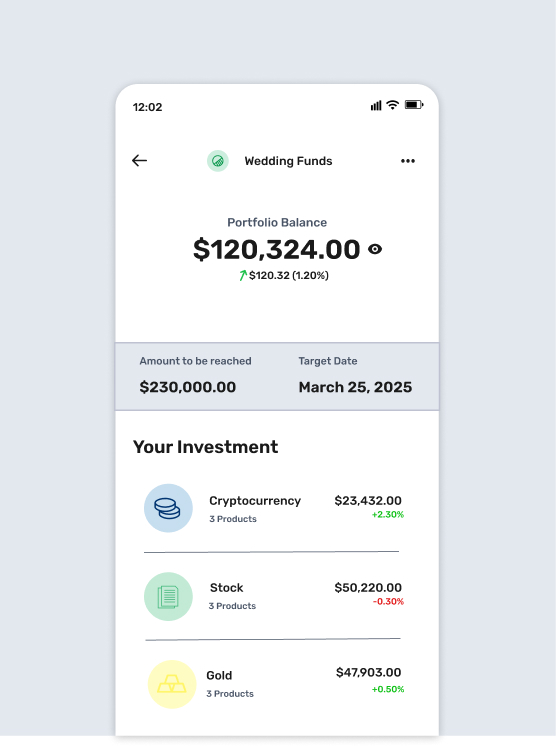 12:02
Wedding Funds
Portfolio Balance
$120,324.00
$120.32 (1.20%)
Amount to be reached
Target Date
$230,000.00
March 25, 2025
Your Investment
Cryptocurrency
$23,432.00
3 Products
+2.30%
Stock
$50,220.00
3 Products
-0.30%
Gold
$47,903.00
3 Products
+0.50%